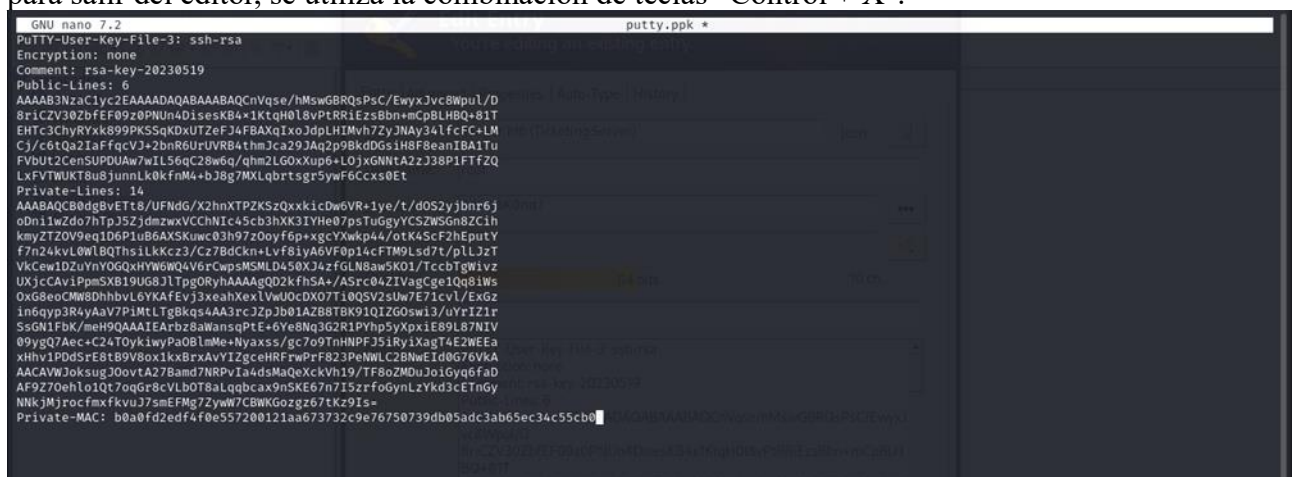 para salir del editor, se utiliza la combinación de teclas "Control + X".
GNU nano 7.2 putty.ppk *
PuTTY-User-Key-File-3: ssh-rsa
Encryption: none
Comment: rsa-key-20230519
Public-Lines: 6
AAAAB3NzaC1yc2EAAAADAQABAAABAQCnVqse/hMswGBRQsPsC/EwyxJvc8Wpul/D
8riCZV30ZbfEF09z0PNUn4DisesKB4×1KtqH0l8vPtRRiEzsBbn+mCpBLHBQ+81T
EHTc3ChyRYxk899PKSSqKDxUTZeFJ4FBAXqIxoJdpLHIMvh7ZyJNAy34lfcFC+LM
Cj/c6tQa2IaFfqcVJ+2bnR6UrUVRB4thmJca29JAq2p9BkdDGsiH8F8eanIBA1Tu
FVbUt2CenSUPDUAw7wIL56qC28w6q/qhm2LGOxXup6+LOjxGNNtA2zJ38P1FTfZQ
LxFVTWUKT8u8junnLk0kfnM4+bJ8g7MXLqbrtsgr5ywF6Ccxs0Et
Private-Lines: 14
AAABAQCB0dgBvETt8/UFNdG/X2hnXTPZKSzQxxkicDw6VR+1ye/t/dOS2yjbnr6j
oDni1wZdo7hTpJ5ZjdmzwxVCChNIc45cb3hXK3IYHe07psTuGgyYCSZWSGn8ZCih
kmyZTZOV9eq1D6P1uB6AXSKuwc03h97zOoyf6p+xgcYXwkp44/otK4ScF2hEputY
f7n24kvL0WlBQThsiLkKcz3/Cz7BdCkn+Lvf8iyA6VF0p14cFTM9Lsd7t/plLJzT
VkCew1DZuYnYOGQxHYW6WQ4V6rCwpsMSMLD450XJ4zfGLN8aw5KO1/TccbTgWivz
UXjcCAviPpmSXB19UG8JlTpgORyhAAAAgQD2kfhSA+/ASrc04ZIVagCge1Qq8iWs
OxG8eoCMW8DhhbvL6YKAfEvj3xeahXexlVwUOcDXO7Ti0QSV2sUw7E71cvl/ExGz
in6qyp3R4yAaV7PiMtLTgBkqs4AA3rcJZpJb01AZB8TBK91QIZGOswi3/uYrIZ1r
SsGN1FbK/meH9QAAAIEArbz8aWansqPtE+6Ye8Nq3G2R1PYhp5yXpxiE89L87NIV
09ygQ7Aec+C24TOykiwyPaOBlmMe+Nyaxss/gc7o9TnHNPFJ5iRyiXagT4E2WEEa
xHhv1PDdSrE8tB9V8ox1kxBrxAvYIZgceHRFrwPrF823PeNWLC2BNwEId0G76VkA
AACAVWJoksugJOovtA27Bamd7NRPvIa4dsMaQeXckVh19/TF8oZMDuJoiGyq6faD
AF9Z7Oehlo1Qt7oqGr8cVLbOT8aLqqbcax9nSKE67n7I5zrfoGynLzYkd3cETnGy
NNkjMjrocfmxfkvuJ7smEFMg7ZywW7CBWKGozgz67tKz9Is=
Private-MAC: b0a0fd2edf4f0e557200121aa673732c9e76750739db05adc3ab65ec34c55cb0